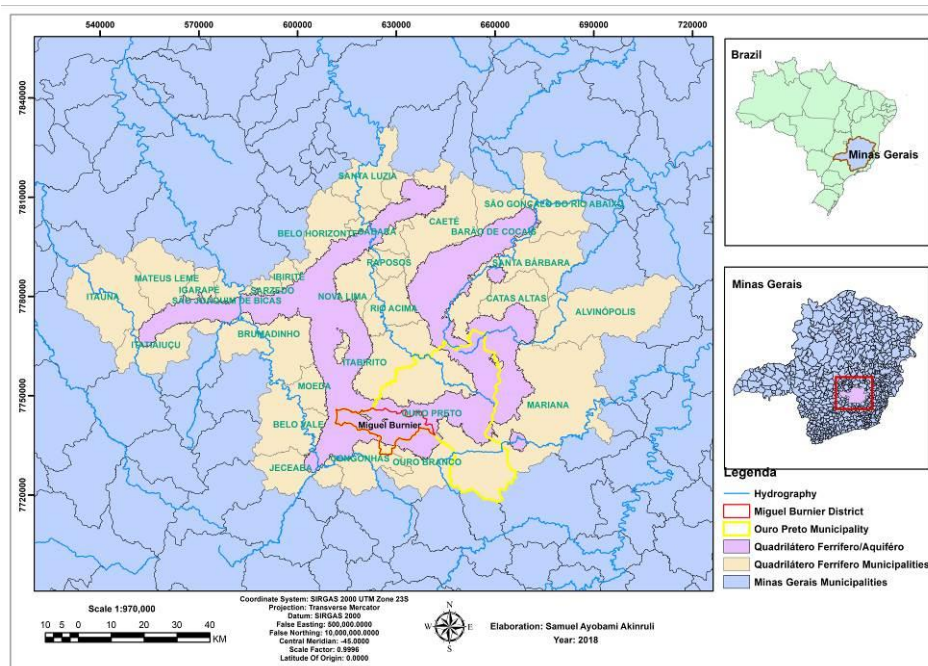 540000 570000 600000 630000 660000 690000 720000
7840000
7810000
7780000
7750000
7720000
SANTA LUZIA
SÃO GONÇALO DO RIO ABAIXO
CAETÉ
BELO HORIZONTE
SABARÁ
BARÃO DE COCAIS
RAPOSOS
SANTA BÁRBARA
MATEUS LEME
IBIRITÉ
IGARAPÉ
SARZEDO
ITAÚNA
SÃO JOAQUIM DE BICAS
NOVA LIMA
CATAS ALTAS
RIO ACIMA
ALVINÓPOLIS
BRUMADINHO
ITATIAIUÇU
ITABIRITO
MOEDA
MARIANA
OURO PRETO
BELO VALE
Miguel Burnier
CONGONHAS
OURO BRANCO
JECEABA
Brazil
Minas Gerais
Minas Gerais
Legenda
Hydrography
Miguel Burnier District
Ouro Preto Municipality
Quadrilátero Ferrífero/Aquiféro
Quadrilátero Ferrífero Municipalities
Minas Gerais Municipalities
Scale 1:970,000
10 5 0 10 20 30 40
KM
Coordinate System: SIRGAS 2000 UTM Zone 23S
Projection: Transverse Mercator
Datum: SIRGAS 2000
False Easting: 500,000.0000
False Northing: 10,000,000.0000
Central Meridian: -45.0000
Scale Factor: 0.9996
Latitude Of Origin: 0.0000
N
W E
S
Elaboration: Samuel Ayobami Akinruli
Year: 2018